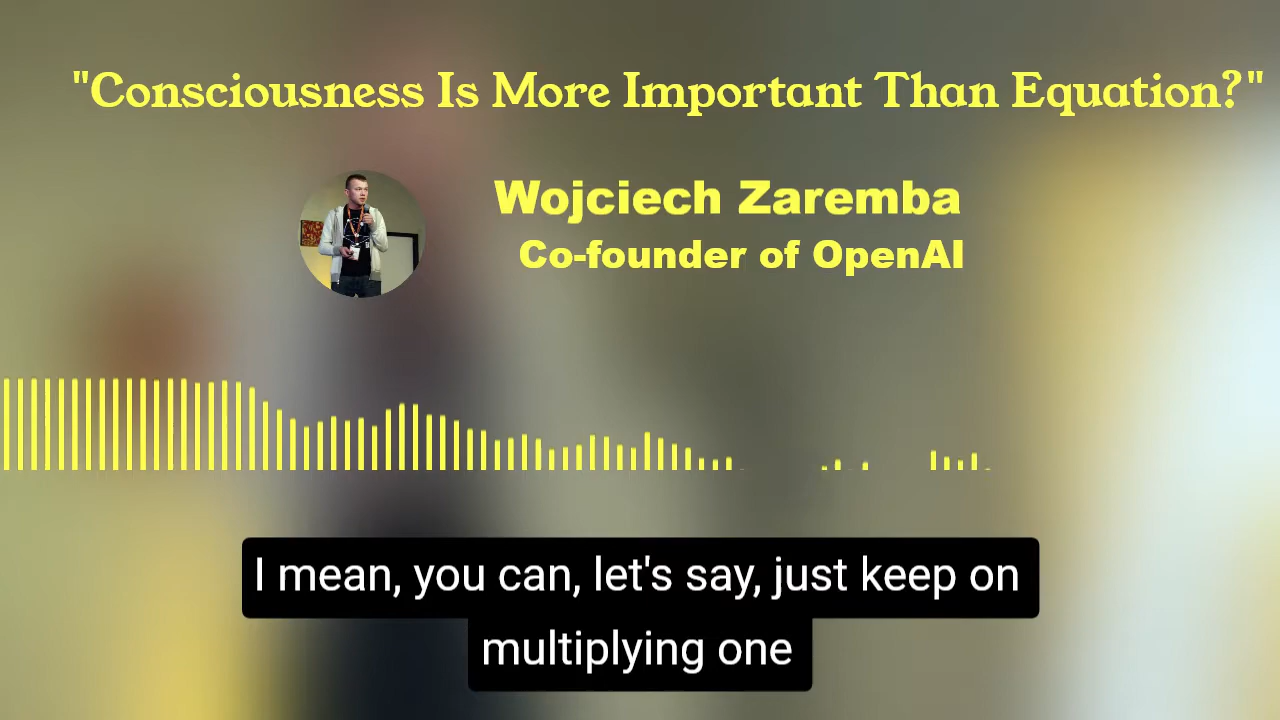 "Consciousness Is More Important Than Equation?"
Wojciech Zaremba
Co-founder of OpenAI
I mean, you can, let's say, just keep on
multiplying one